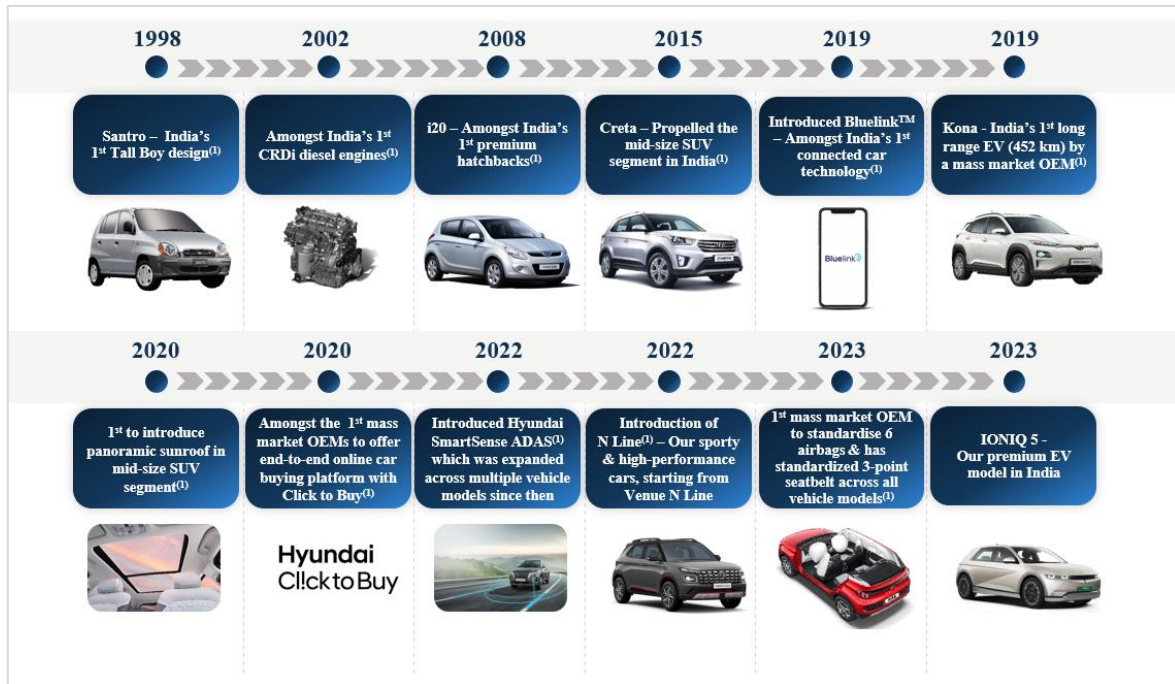 1998 2002 2008 2015 2019 2019
Santro – India’s
1st Tall Boy design(1)
Amongst India’s 1st
CRDi diesel engines(1)
i20 – Amongst India’s
1st premium
hatchbacks(1)
Creta – Propelled the
mid-size SUV
segment in India(1)
Introduced Bluelink™
– Amongst India’s 1st
connected car
technology(1)
Kona - India’s 1st long
range EV (452 km) by
a mass market OEM(1)
Bluelink
2020 2020 2022 2022 2023 2023
1st to introduce
panoramic sunroof in
mid-size SUV
segment(1)
Amongst the 1st mass
market OEMs to offer
end-to-end online car
buying platform with
Click to Buy(1)
Introduced Hyundai
SmartSense ADAS(1)
which was expanded
across multiple vehicle
models since then
Introduction of
N Line(1) – Our sporty
& high-performance
cars, starting from
Venue N Line
1st mass market OEM
to standardise 6
airbags & has
standardized 3-point
seatbelt across all
vehicle models(1)
IONIQ 5 -
Our premium EV
model in India
Hyundai
Cl!ck to Buy